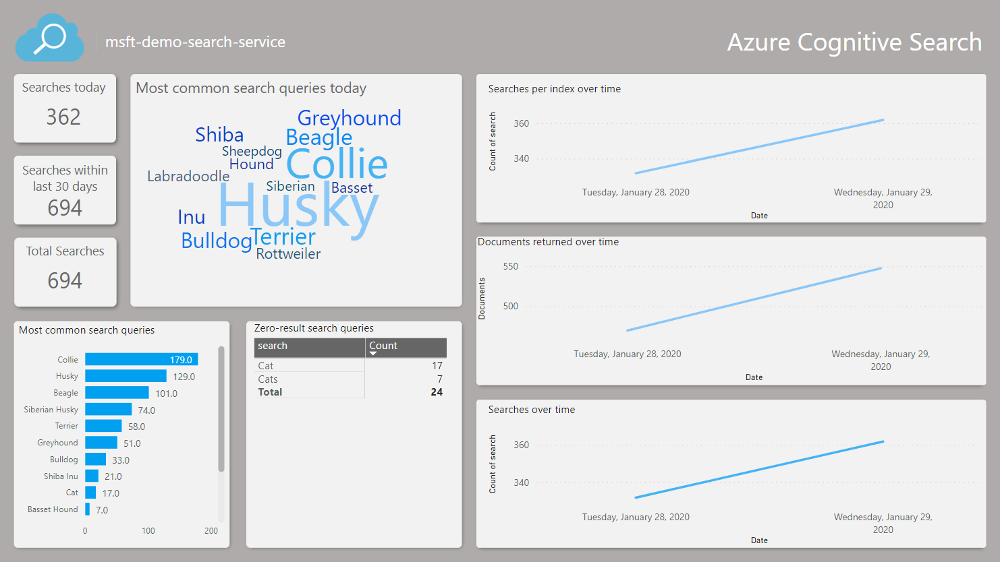 msft-demo-search-service
Azure Cognitive Search
Searches today
362
Searches within
last 30 days
694
Total Searches
694
Most common search queries today
Greyhound
Shiba
Beagle
Sheepdog
Collie
Hound
Labradoodle
Siberian
Basset
Husky
Inu
Bulldog
Terrier
Rottweiler
Most common search queries
Collie 179.0
Husky 129.0
Beagle 101.0
Siberian Husky 74.0
Terrier 58.0
Greyhound 51.0
Bulldog 33.0
Shiba Inu 21.0
Cat 17.0
Basset Hound 7.0
0 100 200
Zero-result search queries
search Count
Cat 17
Cats 7
Total 24
Searches per index over time
Count of search
360
340
Tuesday, January 28, 2020
Wednesday, January 29,
2020
Date
Documents returned over time
Documents
550
500
Tuesday, January 28, 2020
Wednesday, January 29,
2020
Date
Searches over time
Count of search
360
340
Tuesday, January 28, 2020
Wednesday, January 29,
2020
Date